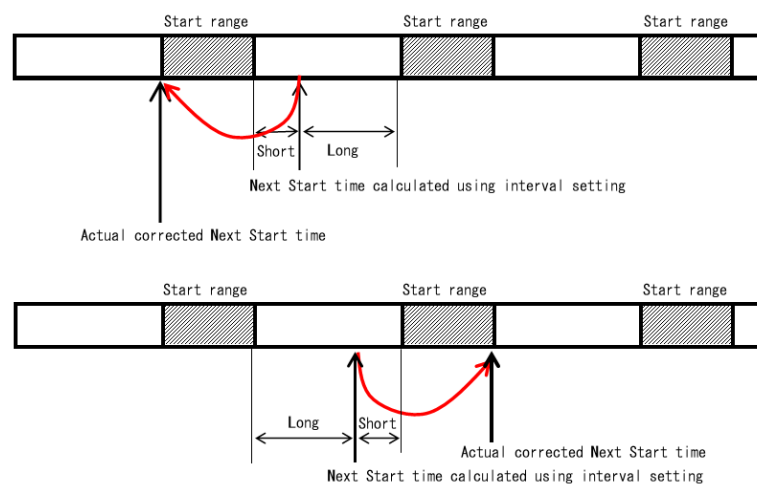 Start range Start range Start range
Short Long
Next Start time calculated using interval setting
Actual corrected Next Start time
Start range Start range Start range
Long Short
Actual corrected Next Start time
Next Start time calculated using interval setting